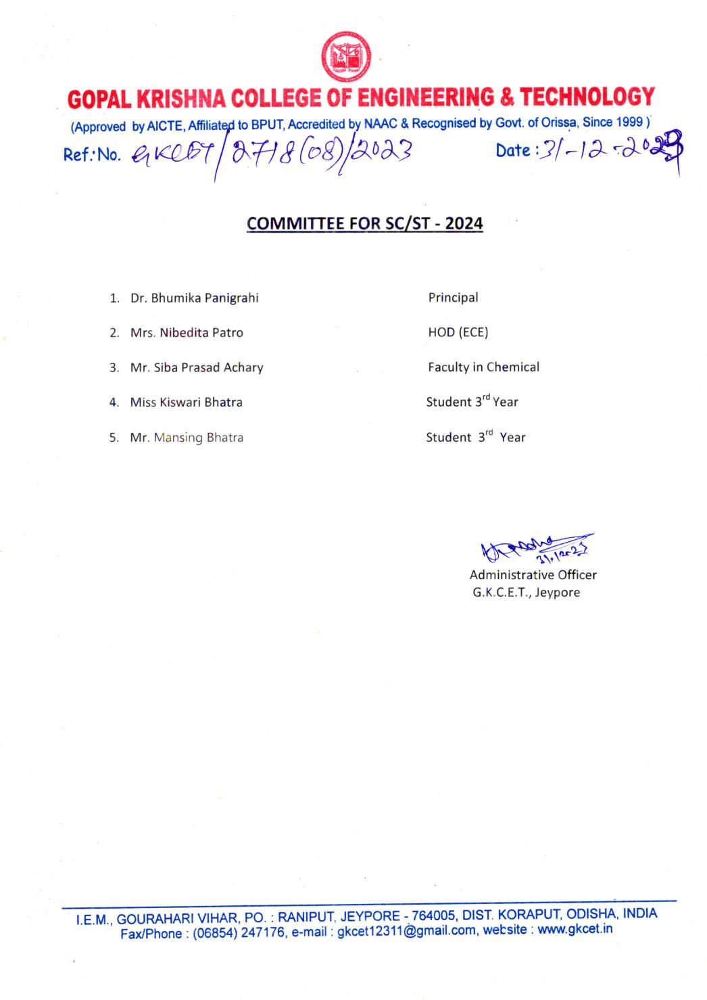 GOPAL KRISHNA COLLEGE OF ENGINEERING & TECHNOLOGY
(Approved by AICTE, Affiliated to BPUT, Accredited by NAAC & Recognised by Govt. of Orissa, Since 1999 )
Ref.: No. GKCET/2718(08)/2023 Date : 31-12-2023
COMMITTEE FOR SC/ST - 2024
1. Dr. Bhumika Panigrahi Principal
2. Mrs. Nibedita Patro HOD (ECE)
3. Mr. Siba Prasad Achary Faculty in Chemical
4. Miss Kiswari Bhatra Student 3rd Year
5. Mr. Mansing Bhatra Student 3rd Year
Administrative Officer
G.K.C.E.T., Jeypore
I.E.M., GOURAHARI VIHAR, PO. : RANIPUT, JEYPORE - 764005, DIST. KORAPUT, ODISHA, INDIA
Fax/Phone : (06854) 247176, e-mail : gkcet12311@gmail.com, website : www.gkcet.in